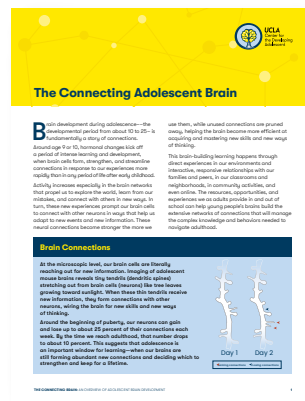 UCLA
Center for
the Developing
Adolescent
The Connecting Adolescent Brain
Brain development during adolescence—the
developmental period from about 10 to 25—is
fundamentally a story of connections.
Around age 9 or 10, hormonal changes kick off
a period of intense learning and development,
when brain cells form, strengthen, and streamline
connections in response to our experiences more
rapidly than in any period of life after early childhood.
Activity increases especially in the brain networks
that propel us to explore the world, learn from our
mistakes, and connect with others in new ways. In
turn, these new experiences prompt our brain cells
to connect with other neurons in ways that help us
adapt to new events and new information. These
neural connections become stronger the more we
use them, while unused connections are pruned
away, helping the brain become more efficient at
acquiring and mastering new skills and new ways
of thinking.
This brain-building learning happens through
direct experiences in our environments and
interactive, responsive relationships with our
families and peers, in our classrooms and
neighborhoods, in community activities, and
even online. The resources, opportunities, and
experiences we as adults provide in and out of
school can help young people's brains build the
extensive networks of connections that will manage
the complex knowledge and behaviors needed to
navigate adulthood.
Brain Connections
At the microscopic level, our brain cells are literally
reaching out for new information. Imaging of adolescent
mouse brains reveals tiny tendrils (dendritic spines)
stretching out from brain cells (neurons) like tree leaves
growing toward sunlight. When these thin tendrils receive
new information, they form connections with other
neurons, wiring the brain for new skills and new ways
of thinking.
Around the beginning of puberty, our neurons can gain
and lose up to about 25 percent of their connections each
week. By the time we reach adulthood, that number drops
to about 10 percent. This suggests that adolescence is
an important window for learning—when our brains are
still forming abundant new connections and deciding which to
strengthen and keep for a lifetime.
Day 1 Day 2
THE CONNECTING BRAIN: AN OVERVIEW OF ADOLESCENT BRAIN DEVELOPMENT